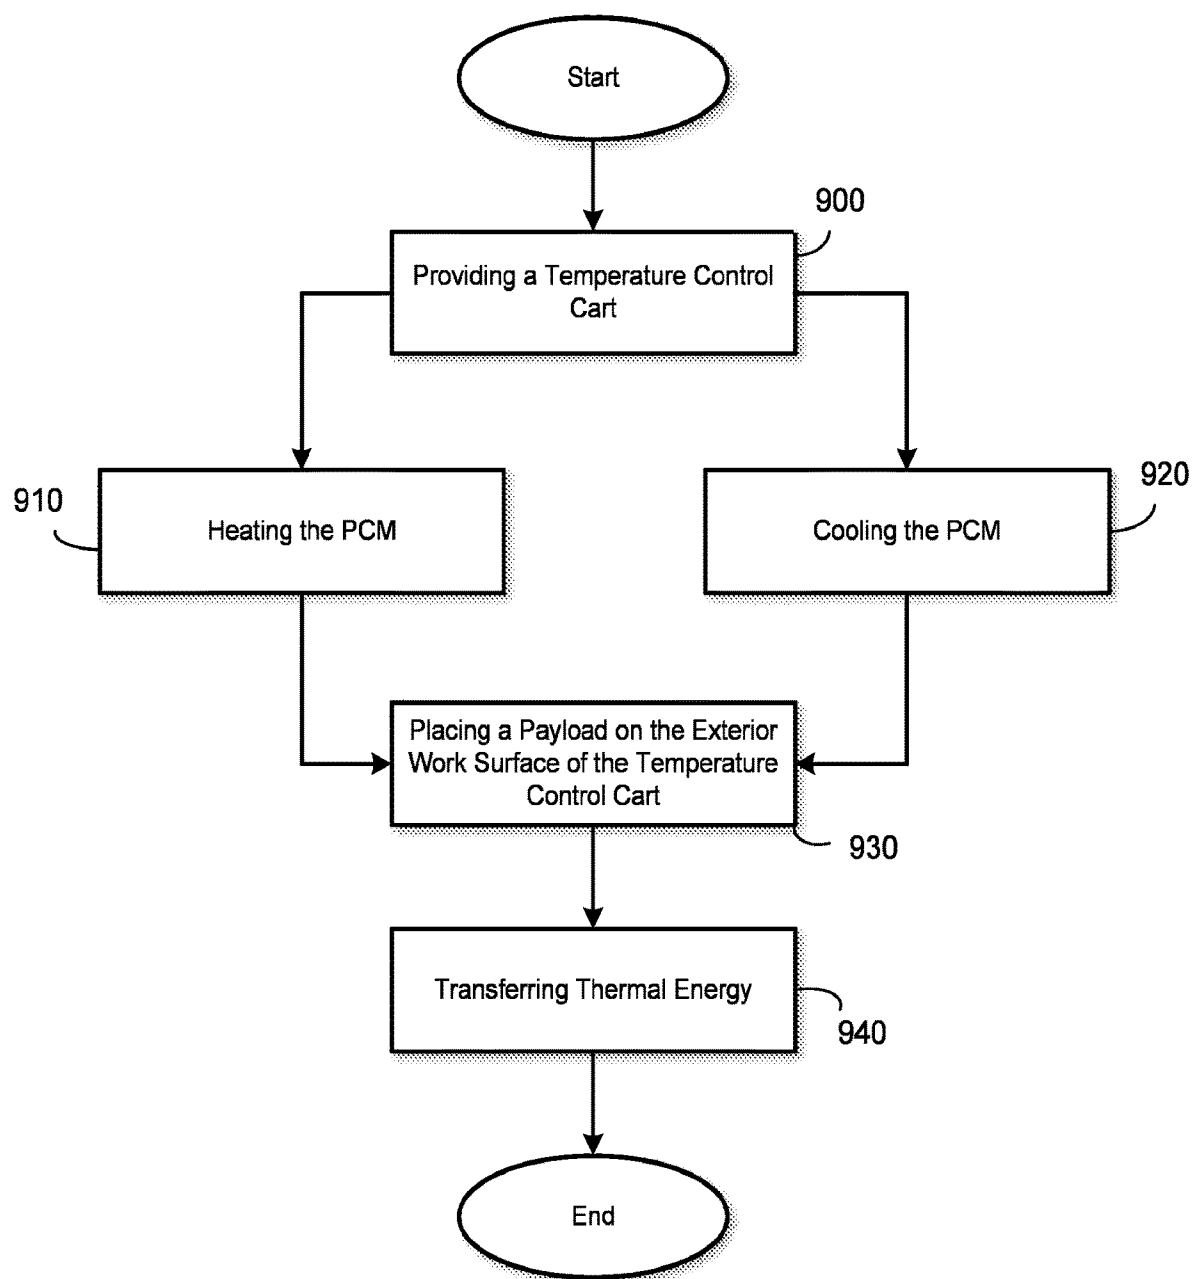 Start
900
Providing a Temperature Control
Cart
910
Heating the PCM
920
Cooling the PCM
Placing a Payload on the Exterior
Work Surface of the Temperature
Control Cart
930
Transferring Thermal Energy
940
End